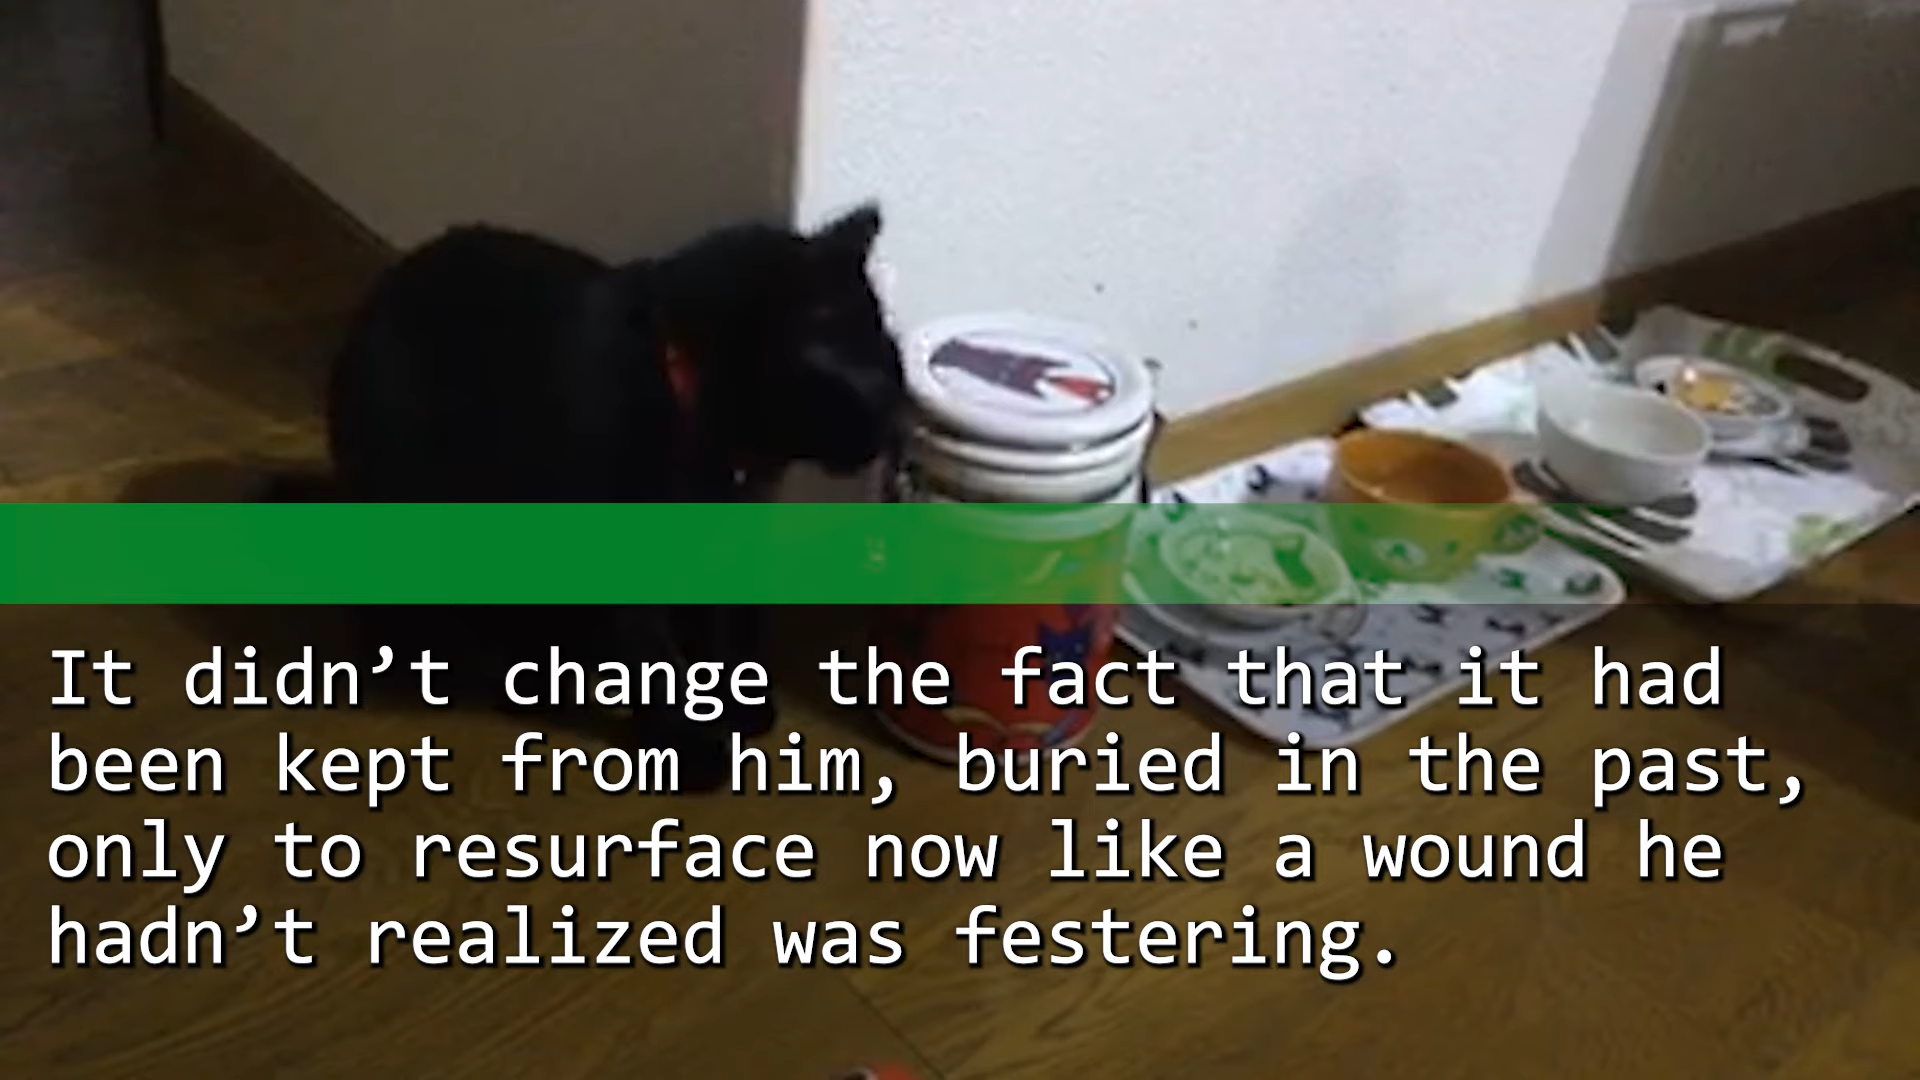 It didn’t change the fact that it had
been kept from him, buried in the past,
only to resurface now like a wound he
hadn’t realized was festering.